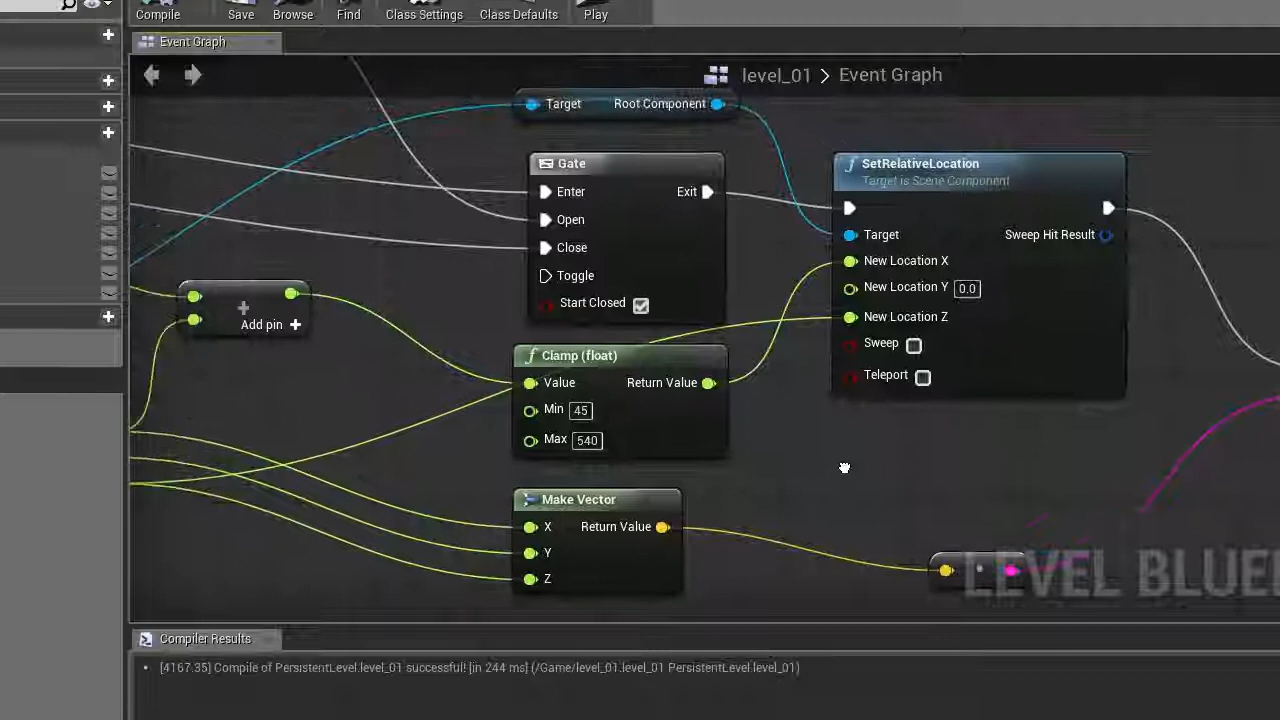 Compile
Save
Browse
Find
Class Settings
Class Defaults
Play
Event Graph
level_01 > Event Graph
Target
Root Component
Gate
Enter
Exit
Open
Close
Toggle
Start Closed
SetRelativeLocation
Target is Scene Component
Target
Sweep Hit Result
New Location X
New Location Y 0.0
New Location Z
Sweep
Teleport
Add pin +
Clamp (float)
Value
Return Value
Min 45
Max 540
Make Vector
X
Return Value
Y
Z
LEVEL BLUE
Compiler Results
• [4167.35] Compile of PersistentLevel.level_01 successful! [in 244 ms] (/Game/level_01.level_01 PersistentLevel.level_01)